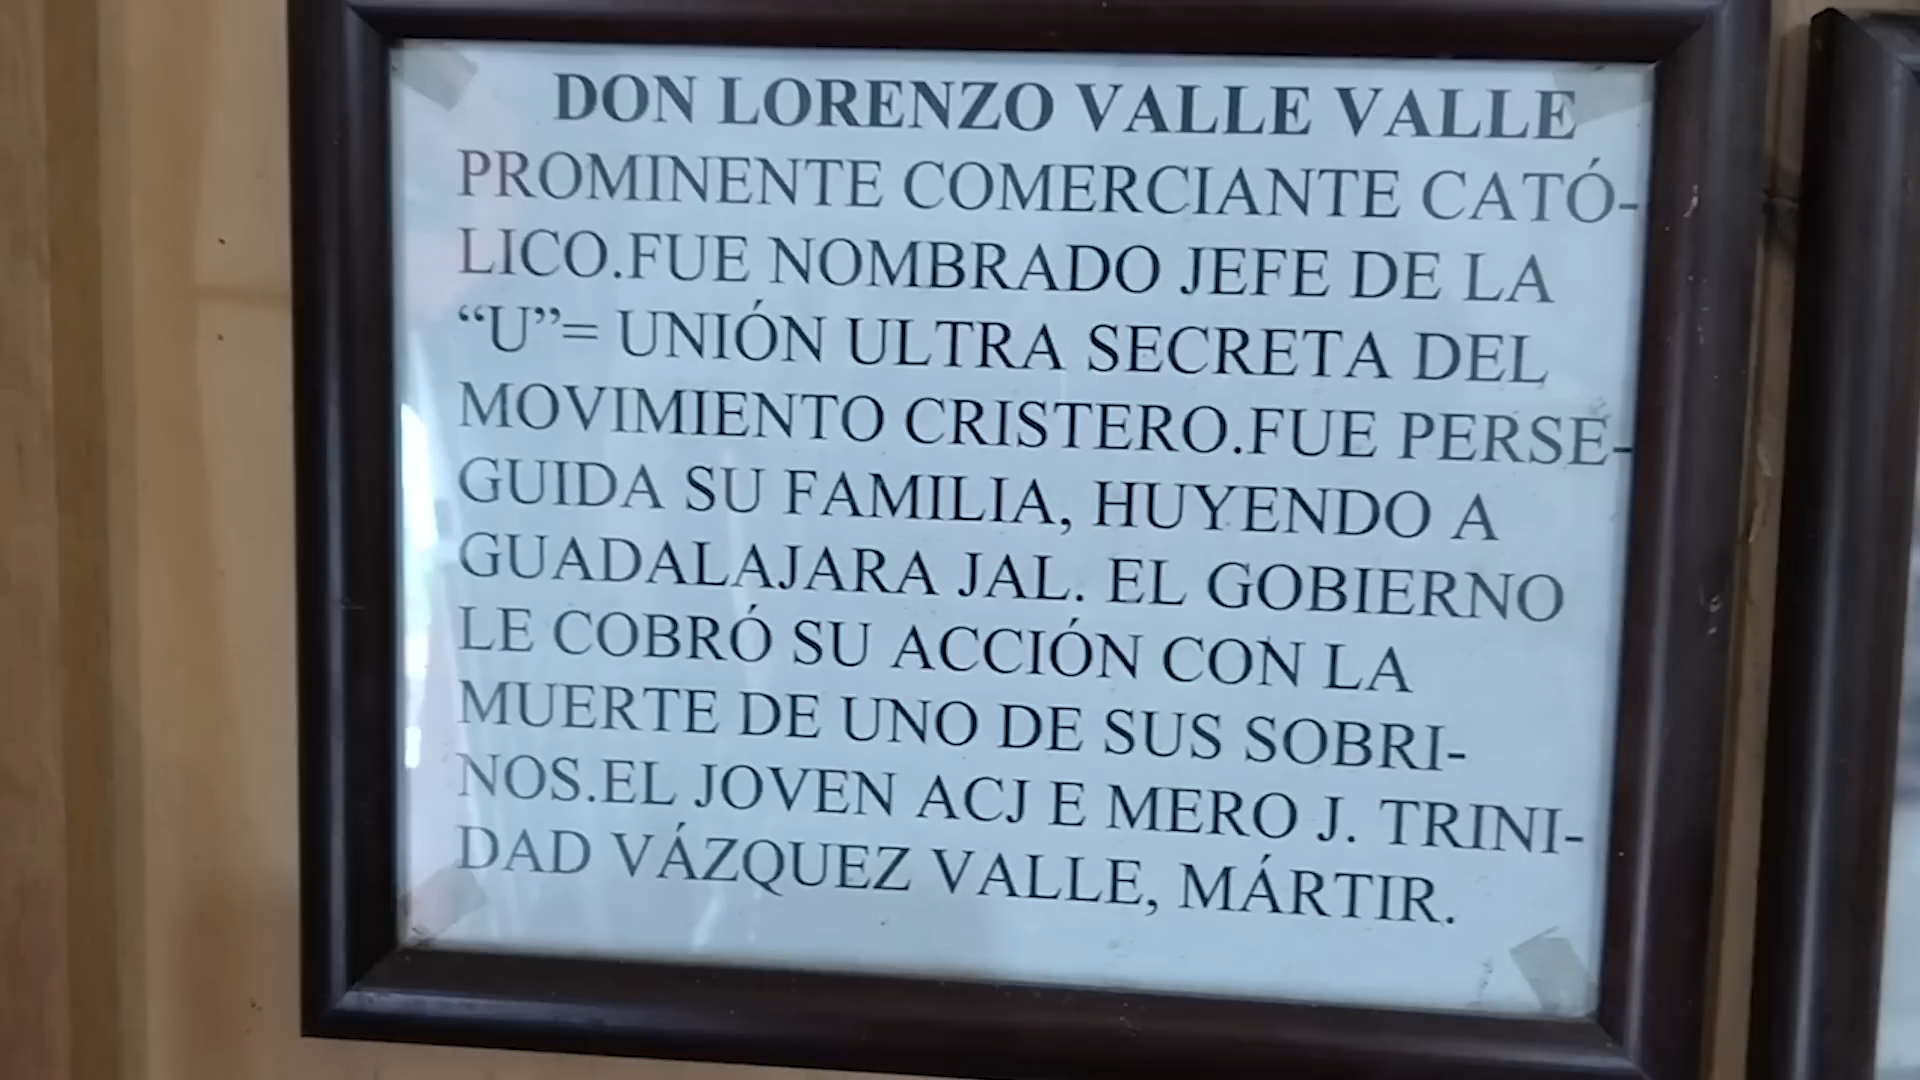 DON LORENZO VALLE VALLE
PROMINENTE COMERCIANTE CATÓ-
LICO.FUE NOMBRADO JEFE DE LA
“U”= UNIÓN ULTRA SECRETA DEL
MOVIMIENTO CRISTERO.FUE PERSE-
GUIDA SU FAMILIA, HUYENDO A
GUADALAJARA JAL. EL GOBIERNO
LE COBRÓ SU ACCIÓN CON LA
MUERTE DE UNO DE SUS SOBRI-
NOS.EL JOVEN ACJ E MERO J. TRINI-
DAD VÁZQUEZ VALLE, MÁRTIR.